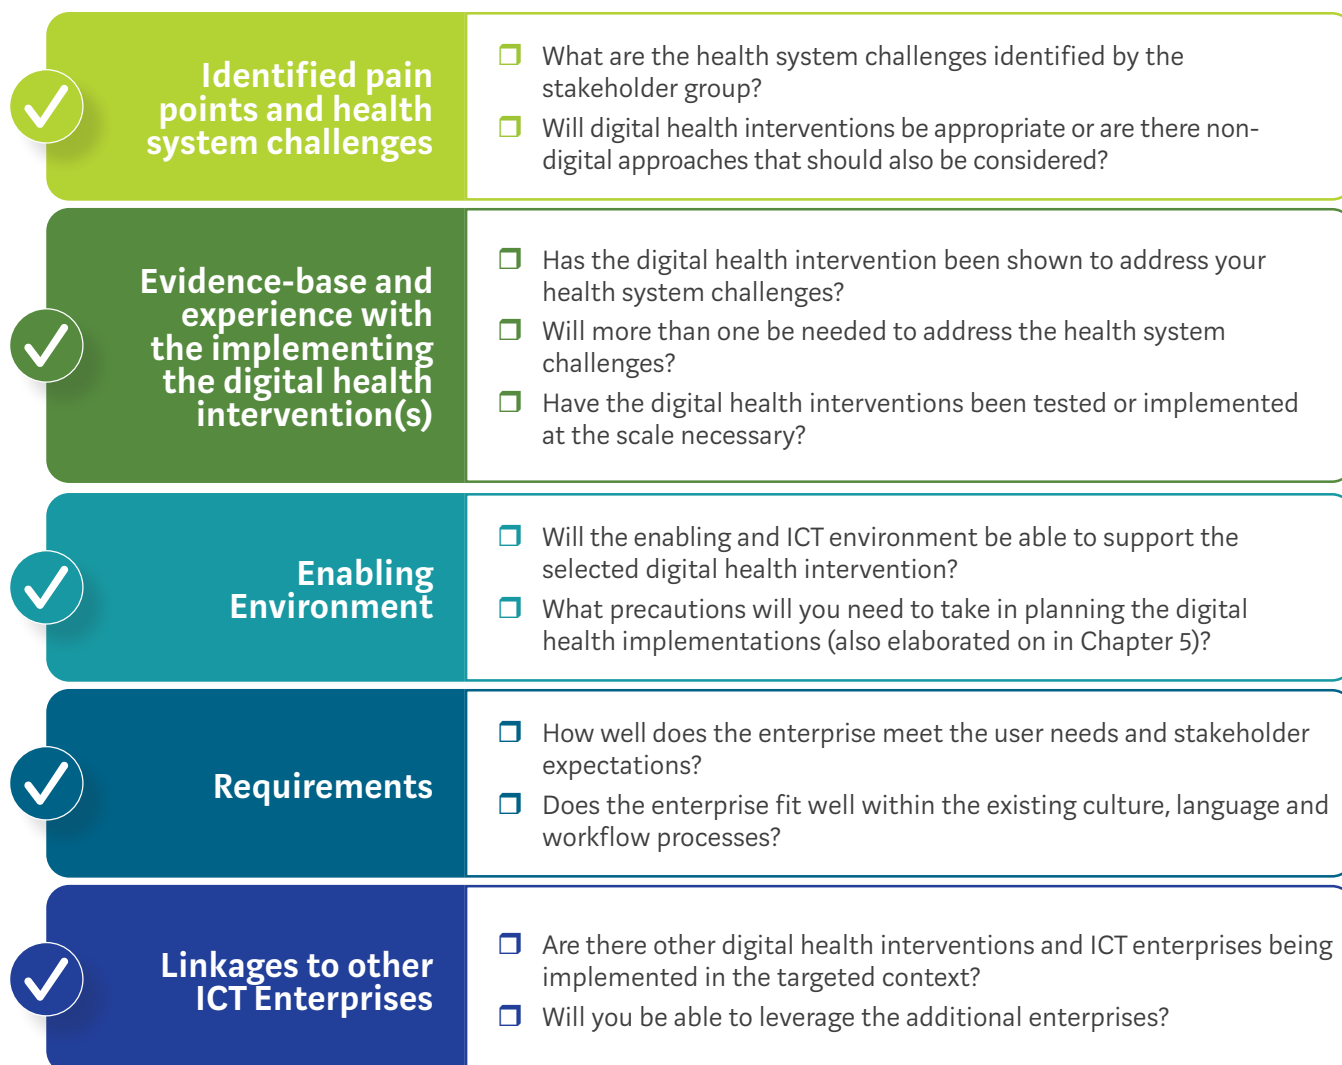 Identified pain
points and health
system challenges
What are the health system challenges identified by the
stakeholder group?
Will digital health interventions be appropriate or are there non-
digital approaches that should also be considered?
Evidence-base and
experience with
the implementing
the digital health
intervention(s)
Has the digital health intervention been shown to address your
health system challenges?
Will more than one be needed to address the health system
challenges?
Have the digital health interventions been tested or implemented
at the scale necessary?
Enabling
Environment
Will the enabling and ICT environment be able to support the
selected digital health intervention?
What precautions will you need to take in planning the digital
health implementations (also elaborated on in Chapter 5)?
Requirements
How well does the enterprise meet the user needs and stakeholder
expectations?
Does the enterprise fit well within the existing culture, language and
workflow processes?
Linkages to other
ICT Enterprises
Are there other digital health interventions and ICT enterprises being
implemented in the targeted context?
Will you be able to leverage the additional enterprises?